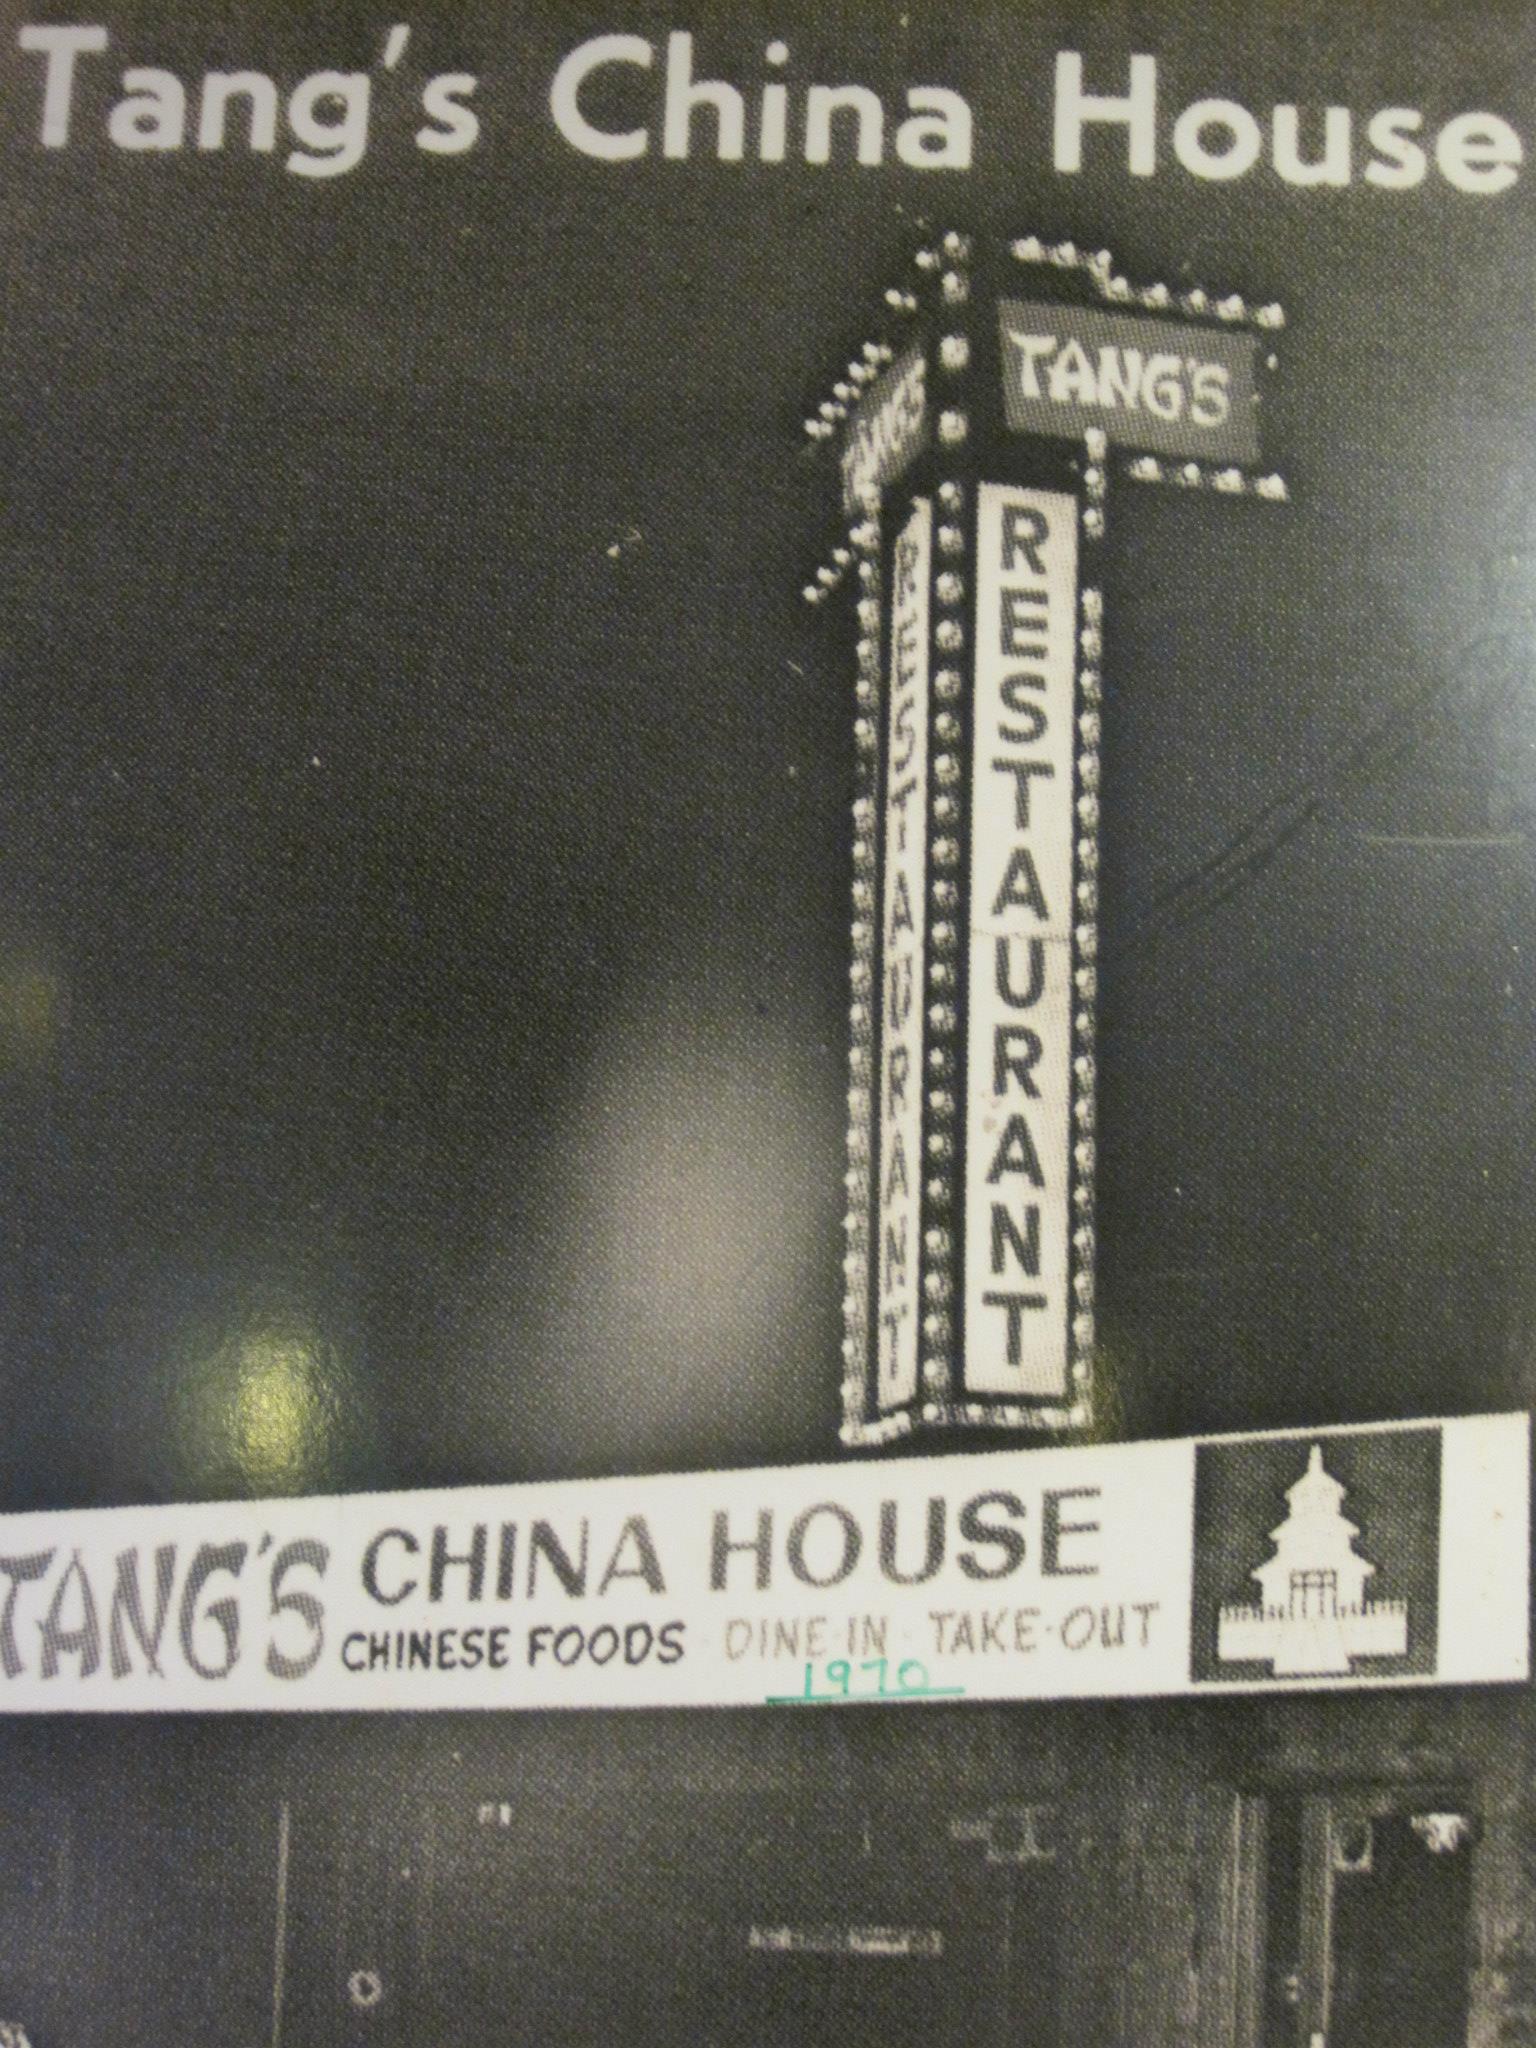 Tang's China House
TANG'S
TANG'S
RESTAURANT
RESTAURANT
TANG'S CHINA HOUSE
CHINESE FOODS · DINE-IN · TAKE-OUT
1970